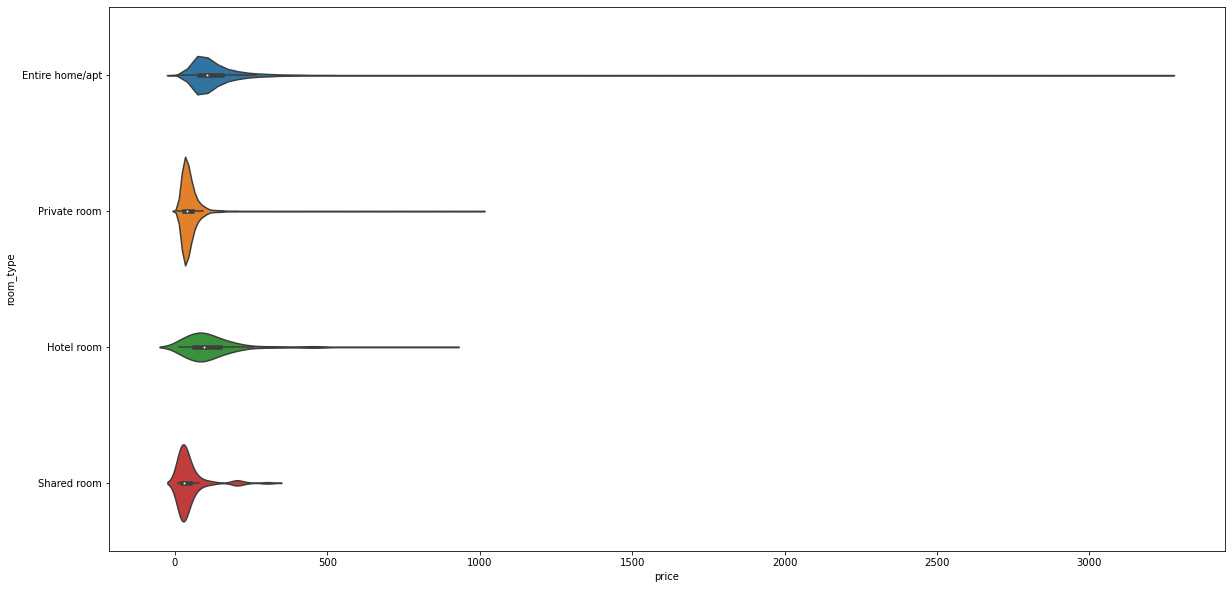 Entire home/apt
Private room
Hotel room
Shared room
room_type
0 500 1000 1500 2000 2500 3000
price